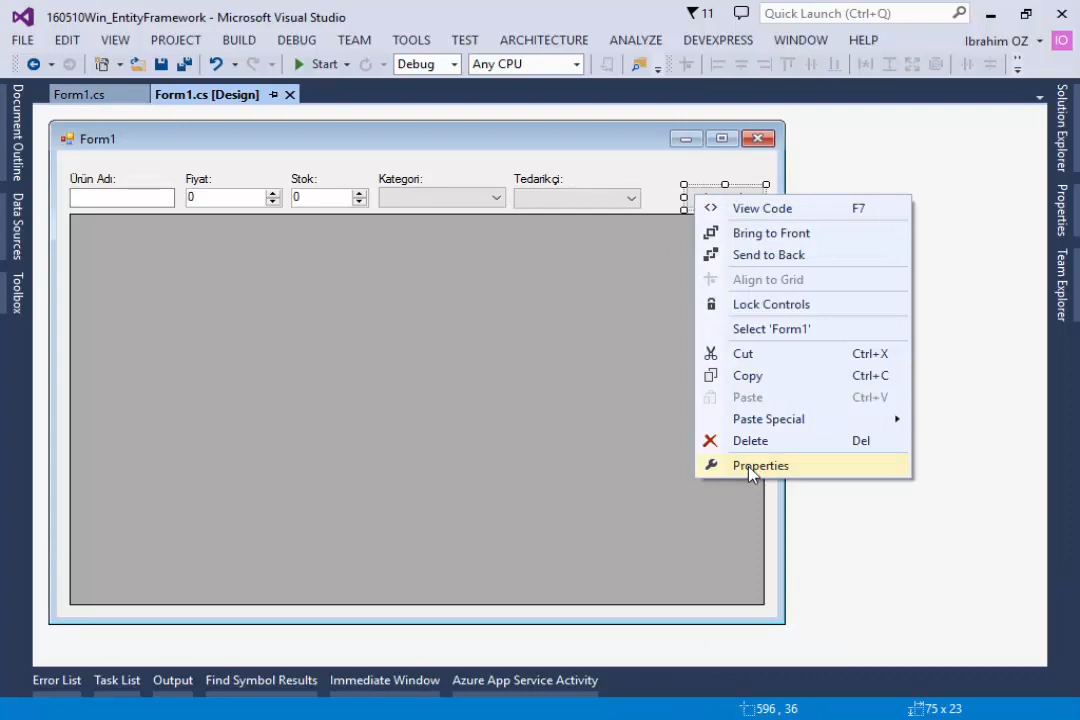 160510Win_EntityFramework - Microsoft Visual Studio
11
Quick Launch (Ctrl+Q)
FILE EDIT VIEW PROJECT BUILD DEBUG TEAM TOOLS TEST ARCHITECTURE ANALYZE DEVEXPRESS WINDOW HELP Ibrahim OZ IO
Start Debug Any CPU
Form1.cs Form1.cs [Design]
Document Outline
Data Sources
Toolbox
Form1
Ürün Adı: Fiyat: Stok: Kategori: Tedarikçi:
0 0
View Code F7
Bring to Front
Send to Back
Align to Grid
Lock Controls
Select 'Form1'
Cut Ctrl+X
Copy Ctrl+C
Paste Ctrl+V
Paste Special
Delete Del
Properties
Solution Explorer
Properties
Team Explorer
Error List Task List Output Find Symbol Results Immediate Window Azure App Service Activity
596 , 36 75 x 23